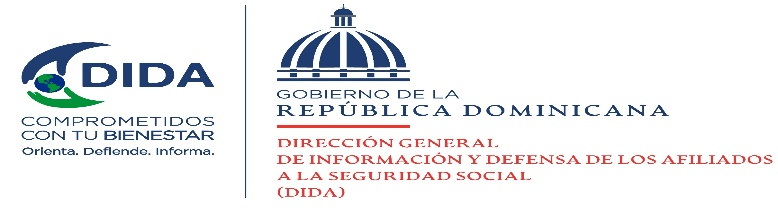 DIDA
COMPROMETIDOS
CON TU BIENESTAR
Orienta. Defiende. Informa.
GOBIERNO DE LA
REPÚBLICA DOMINICANA
DIRECCIÓN GENERAL
DE INFORMACIÓN Y DEFENSA DE LOS AFILIADOS
A LA SEGURIDAD SOCIAL
(DIDA)